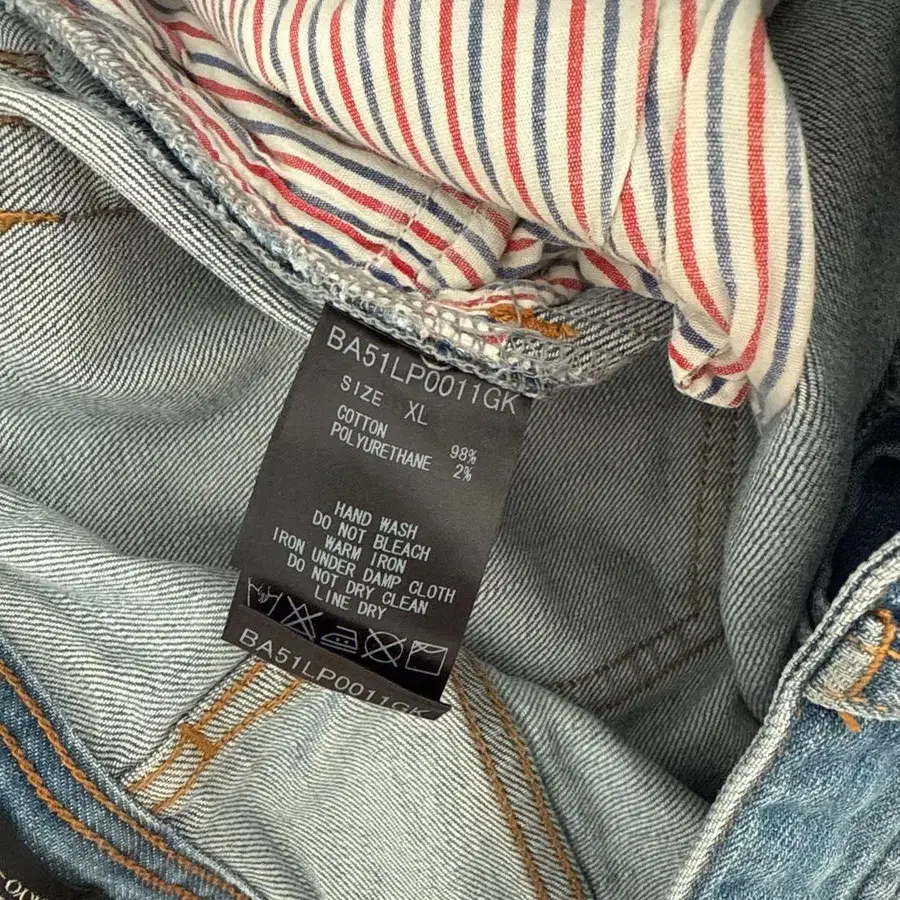 BA51LP0011GK
SIZE XL
COTTON 98%
POLYURETHANE 2%
HAND WASH
DO NOT BLEACH
WARM IRON
IRON UNDER DAMP CLOTH
DO NOT DRY CLEAN
LINE DRY
BA51LP0011GK